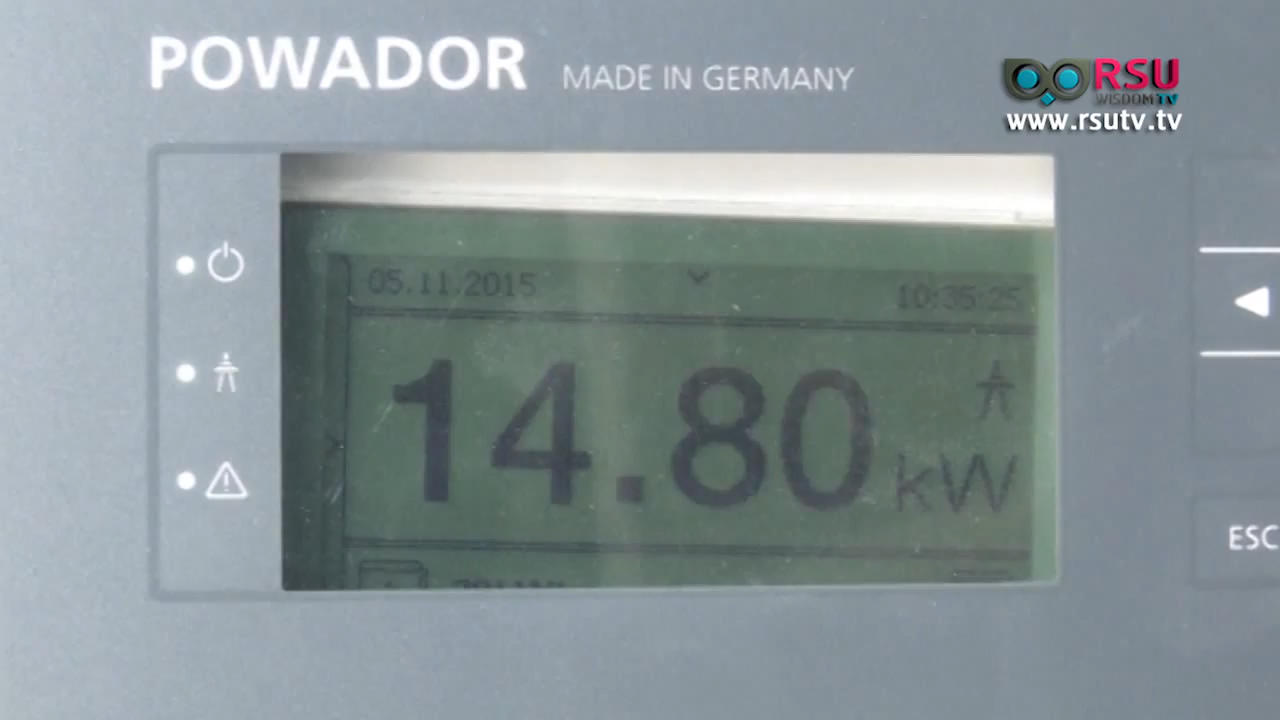 POWADOR MADE IN GERMANY
RSU
WISDOM TV
www.rsutv.tv
05.11.2015 10:35:25
14.80 kW
ESC